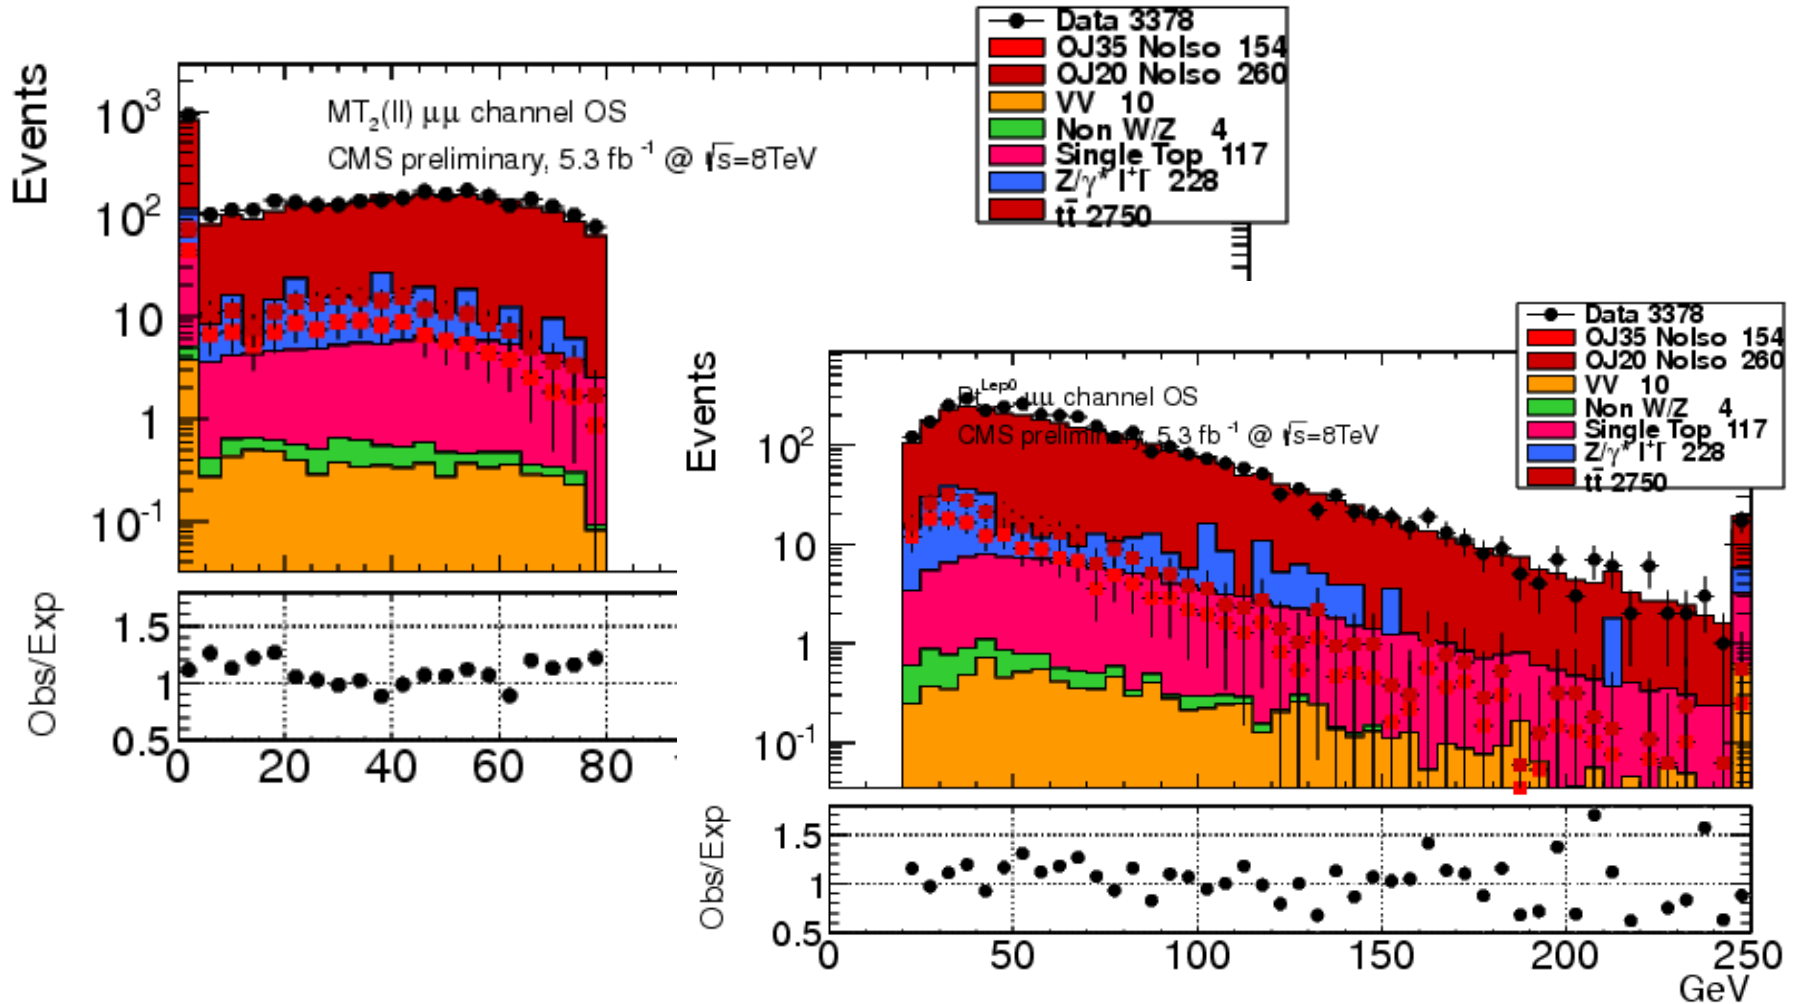 Events
10³
10²
10
1
10⁻¹
MT₂(ll) μμ channel OS
CMS preliminary, 5.3 fb⁻¹ @ √s=8TeV
Data 3378
OJ35 NoIso 154
OJ20 NoIso 260
VV 10
Non W/Z 4
Single Top 117
Z/γ* l⁺l⁻ 228
tt̄ 2750
Obs/Exp
1.5
1
0.5
0 20 40 60 80
Events
10²
10
1
10⁻¹
Pt^Lep0 μμ channel OS
CMS preliminary, 5.3 fb⁻¹ @ √s=8TeV
Data 3378
OJ35 NoIso 154
OJ20 NoIso 260
VV 10
Non W/Z 4
Single Top 117
Z/γ* l⁺l⁻ 228
tt̄ 2750
Obs/Exp
1.5
1
0.5
0 50 100 150 200 250
GeV